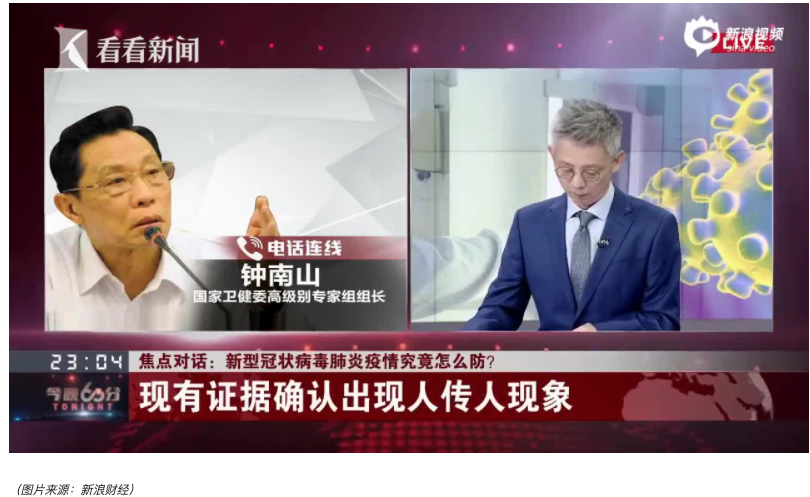 看看新闻
新浪视频
LIVE
sina video
电话连线
钟南山
国家卫健委高级别专家组组长
23:04
焦点对话：新型冠状病毒肺炎疫情究竟怎么防?
今晚60分
TONIGHT
现有证据确认出现人传人现象
（图片来源：新浪财经）